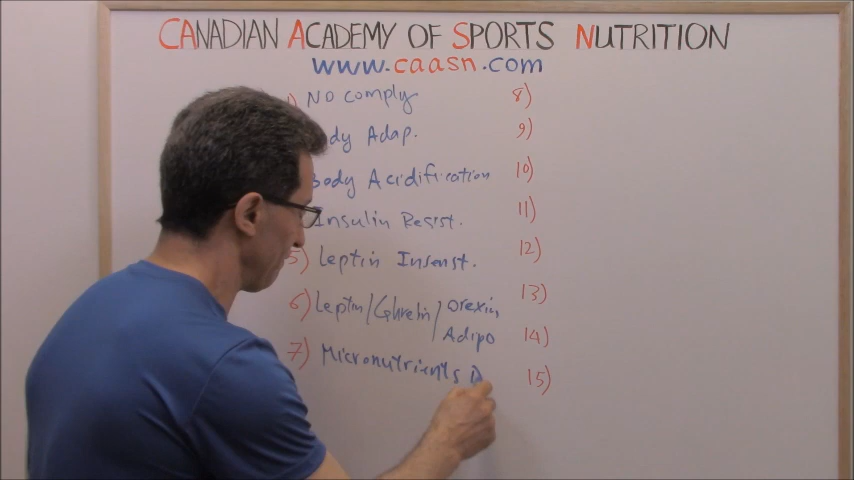 CANADIAN ACADEMY OF SPORTS NUTRITION
www.caasn.com
1) NO comply
dy Adap.
Body Acidification
Insulin Resist.
5) Leptin Insenst.
6) Leptin/Ghrelin/Orexin
Adipo
7) Micronutrients D
8)
9)
10)
11)
12)
13)
14)
15)